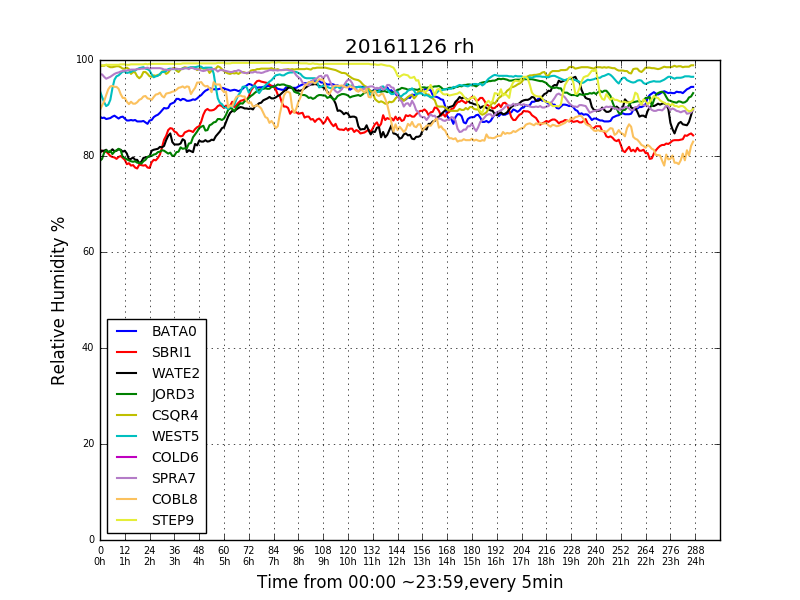 20161126 rh
Relative Humidity %
100
80
60
40
20
0
BATA0
SBRI1
WATE2
JORD3
CSQR4
WEST5
COLD6
SPRA7
COBL8
STEP9
0 12 24 36 48 60 72 84 96 108 120 132 144 156 168 180 192 204 216 228 240 252 264 276 288
0h 1h 2h 3h 4h 5h 6h 7h 8h 9h 10h 11h 12h 13h 14h 15h 16h 17h 18h 19h 20h 21h 22h 23h 24h
Time from 00:00 ~23:59,every 5min